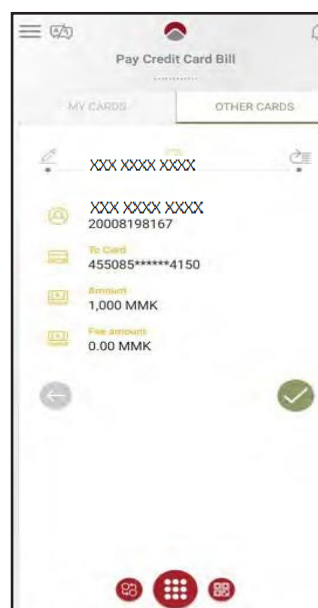 Pay Credit Card Bill
MY CARDS
OTHER CARDS
XXX XXXX XXXX
XXX XXXX XXXX
20008198167
To Card
455085******4150
Amount
1,000 MMK
Fee amount
0.00 MMK